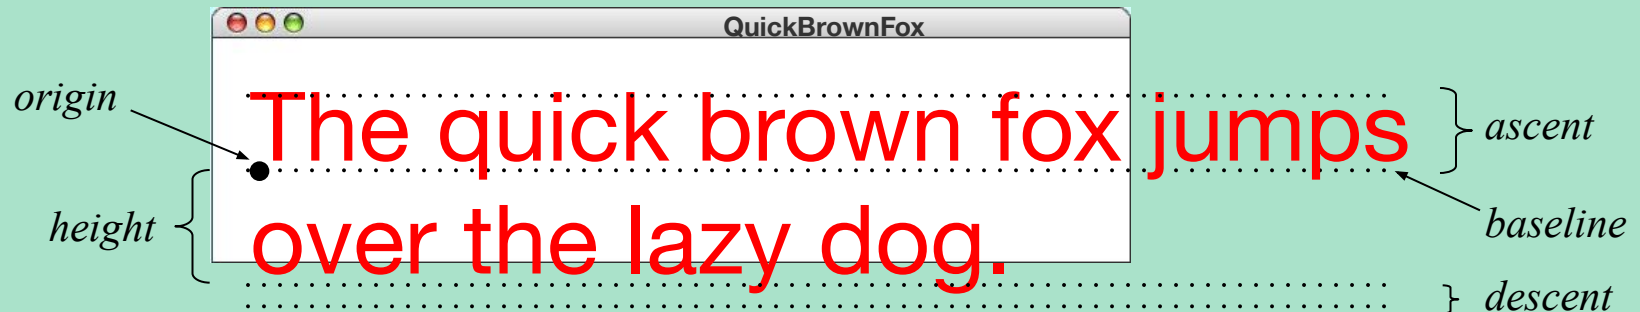 QuickBrownFox
origin
The quick brown fox jumps
ascent
height
over the lazy dog.
baseline
descent